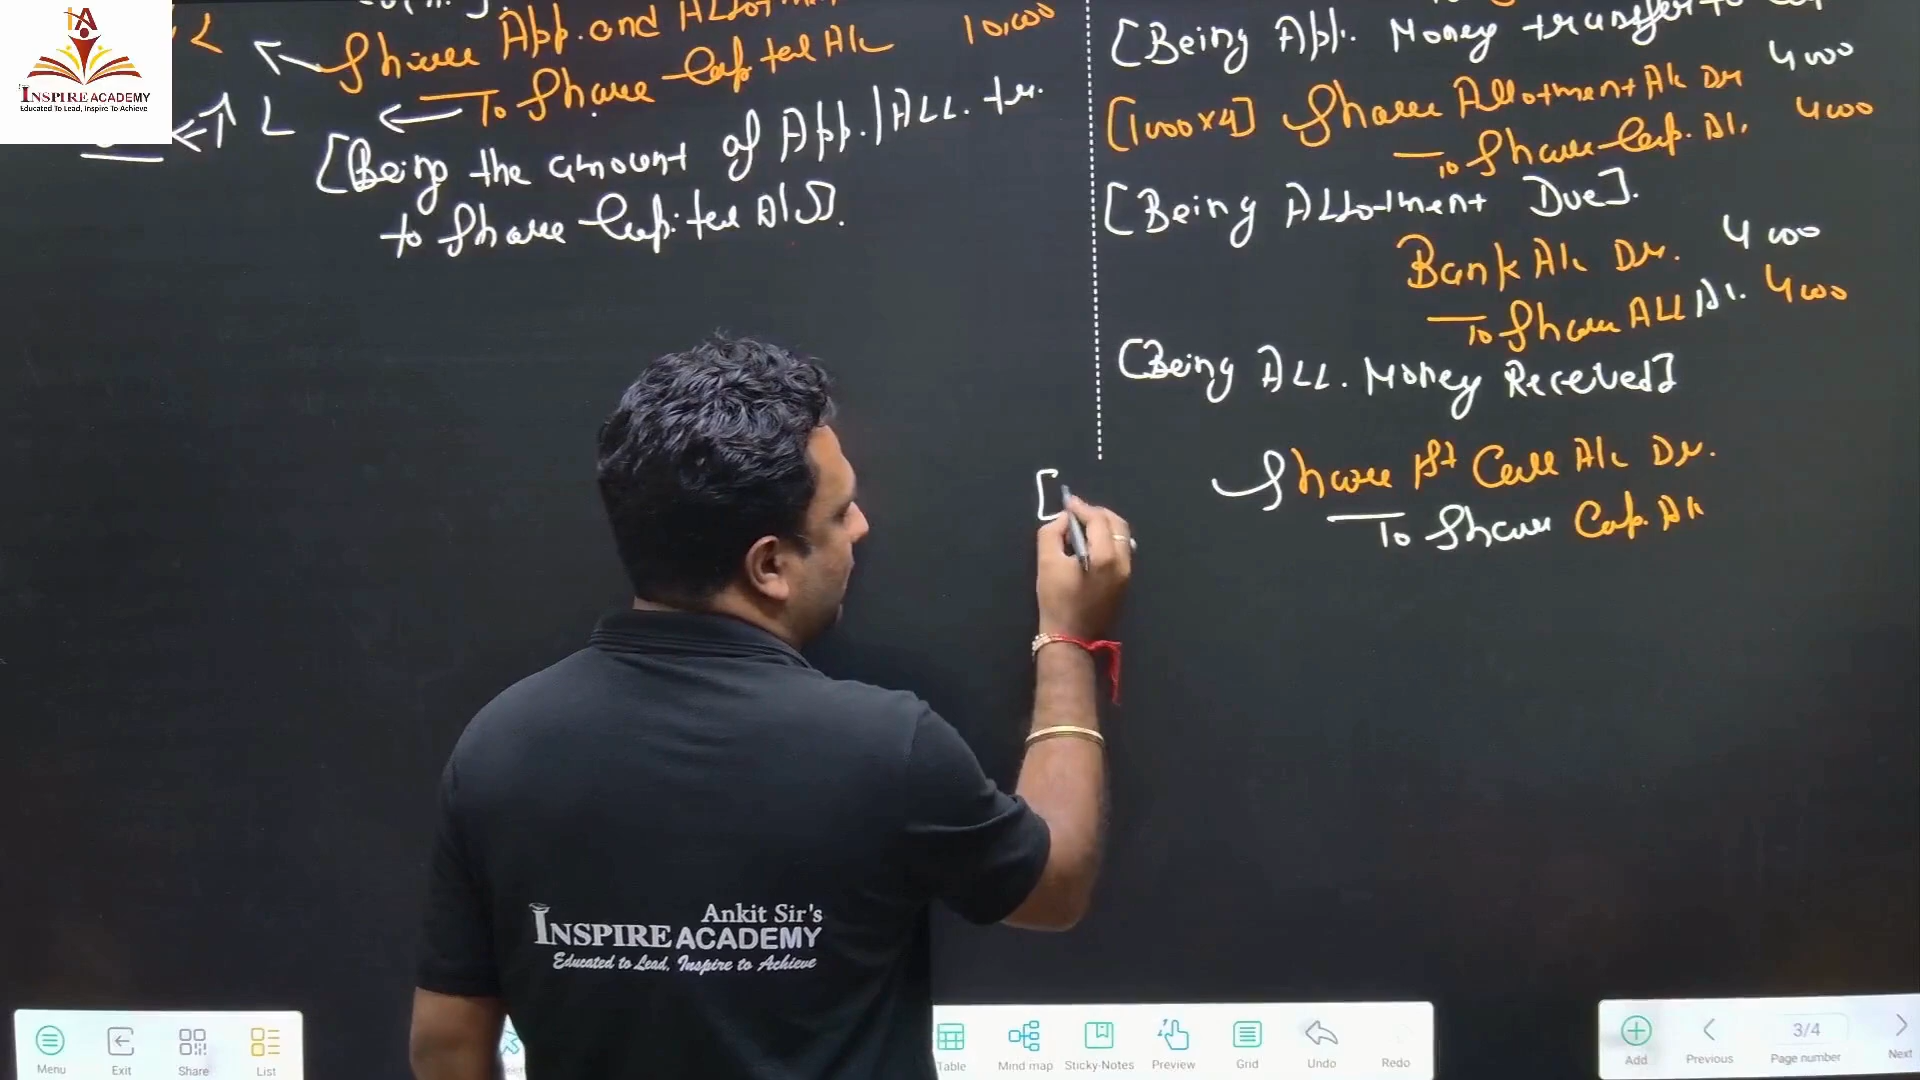 INSPIRE ACADEMY
Educated To Lead, Inspire To Achieve
Share App. and
To Share Capital A/c 10,000
[Being the amount of App./ALL. tr.
to Share Capital A/c].
[Being App. Money transfer to
[1000x4] Share Allotment A/c Dr 4000
To Share Cap. A/c 4000
[Being Allotment Due].
Bank A/c Dr. 4000
To Share ALL A/c. 4000
[Being ALL. Money Received]
Share 1st Call A/c Dr.
To Share Cap. A/c
[
Ankit Sir's
INSPIRE ACADEMY
Educated to Lead, Inspire to Achieve
Menu
Exit
Share
List
Table
Mind map
Sticky-Notes
Preview
Grid
Undo
Redo
Add
Previous
3/4
Page number
Next